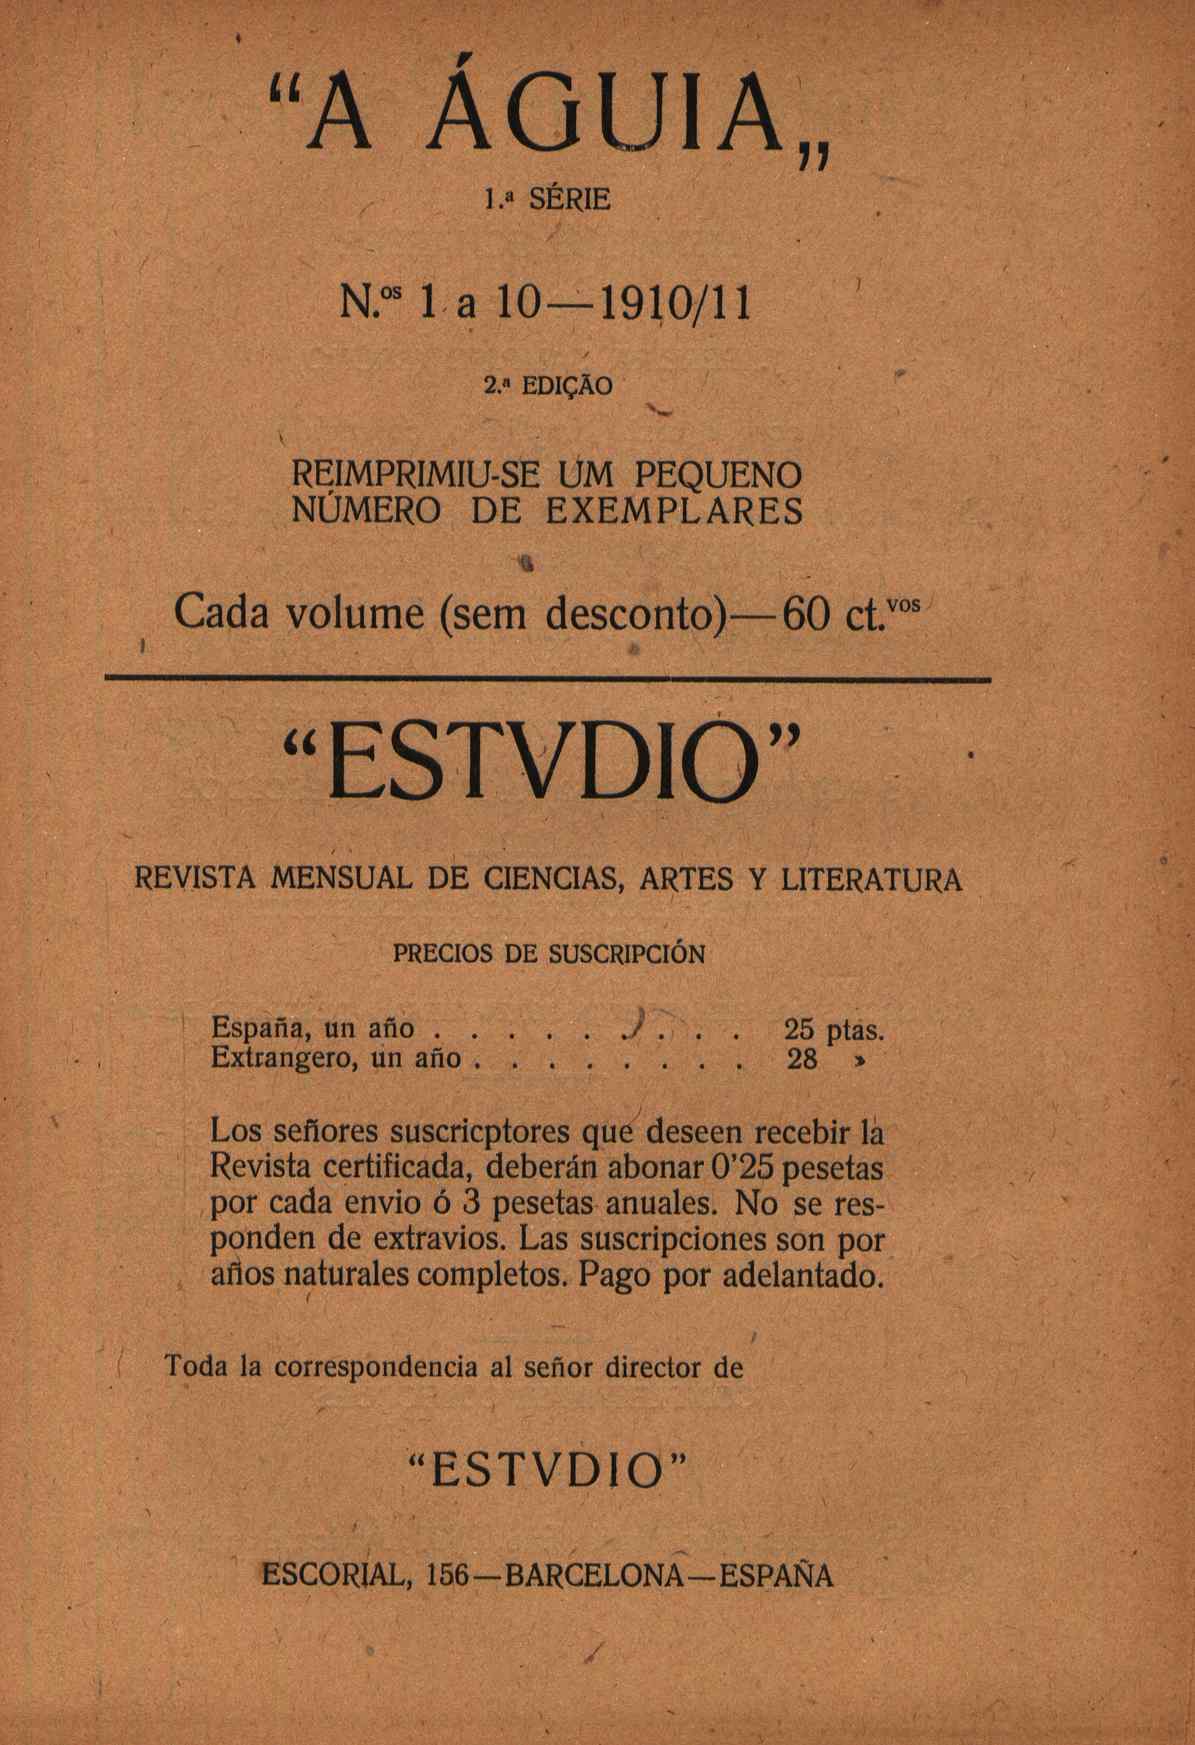 “A ÁGUIA„
1.ª SÉRIE
N.os 1 a 10—1910/11
2.ª EDIÇÃO
REIMPRIMIU-SE UM PEQUENO
NÚMERO DE EXEMPLARES
Cada volume (sem desconto)—60 ct.vos
“ESTVDIO”
REVISTA MENSUAL DE CIENCIAS, ARTES Y LITERATURA
PRECIOS DE SUSCRIPCIÓN
España, un año . . . . . . . . . 25 ptas.
Extrangero, un año . . . . . . . . 28 »
Los señores suscricptores que deseen recebir la
Revista certificada, deberán abonar 0’25 pesetas
por cada envio ó 3 pesetas anuales. No se res-
ponden de extravios. Las suscripciones son por
años naturales completos. Pago por adelantado.
Toda la correspondencia al señor director de
“ESTVDIO”
ESCORIAL, 156—BARCELONA—ESPAÑA